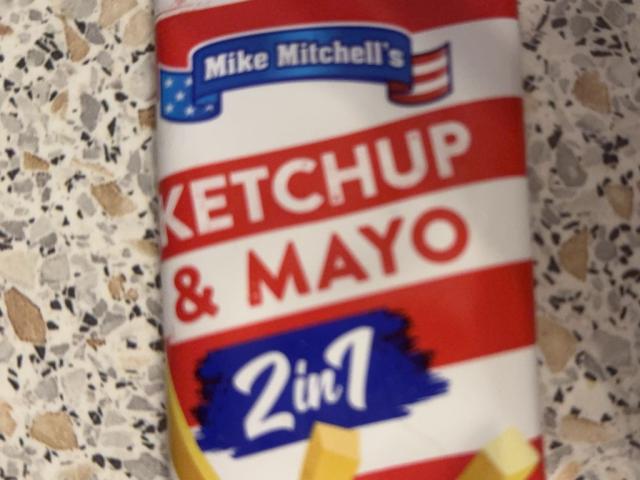 Mike Mitchell's
KETCHUP
& MAYO
2in1